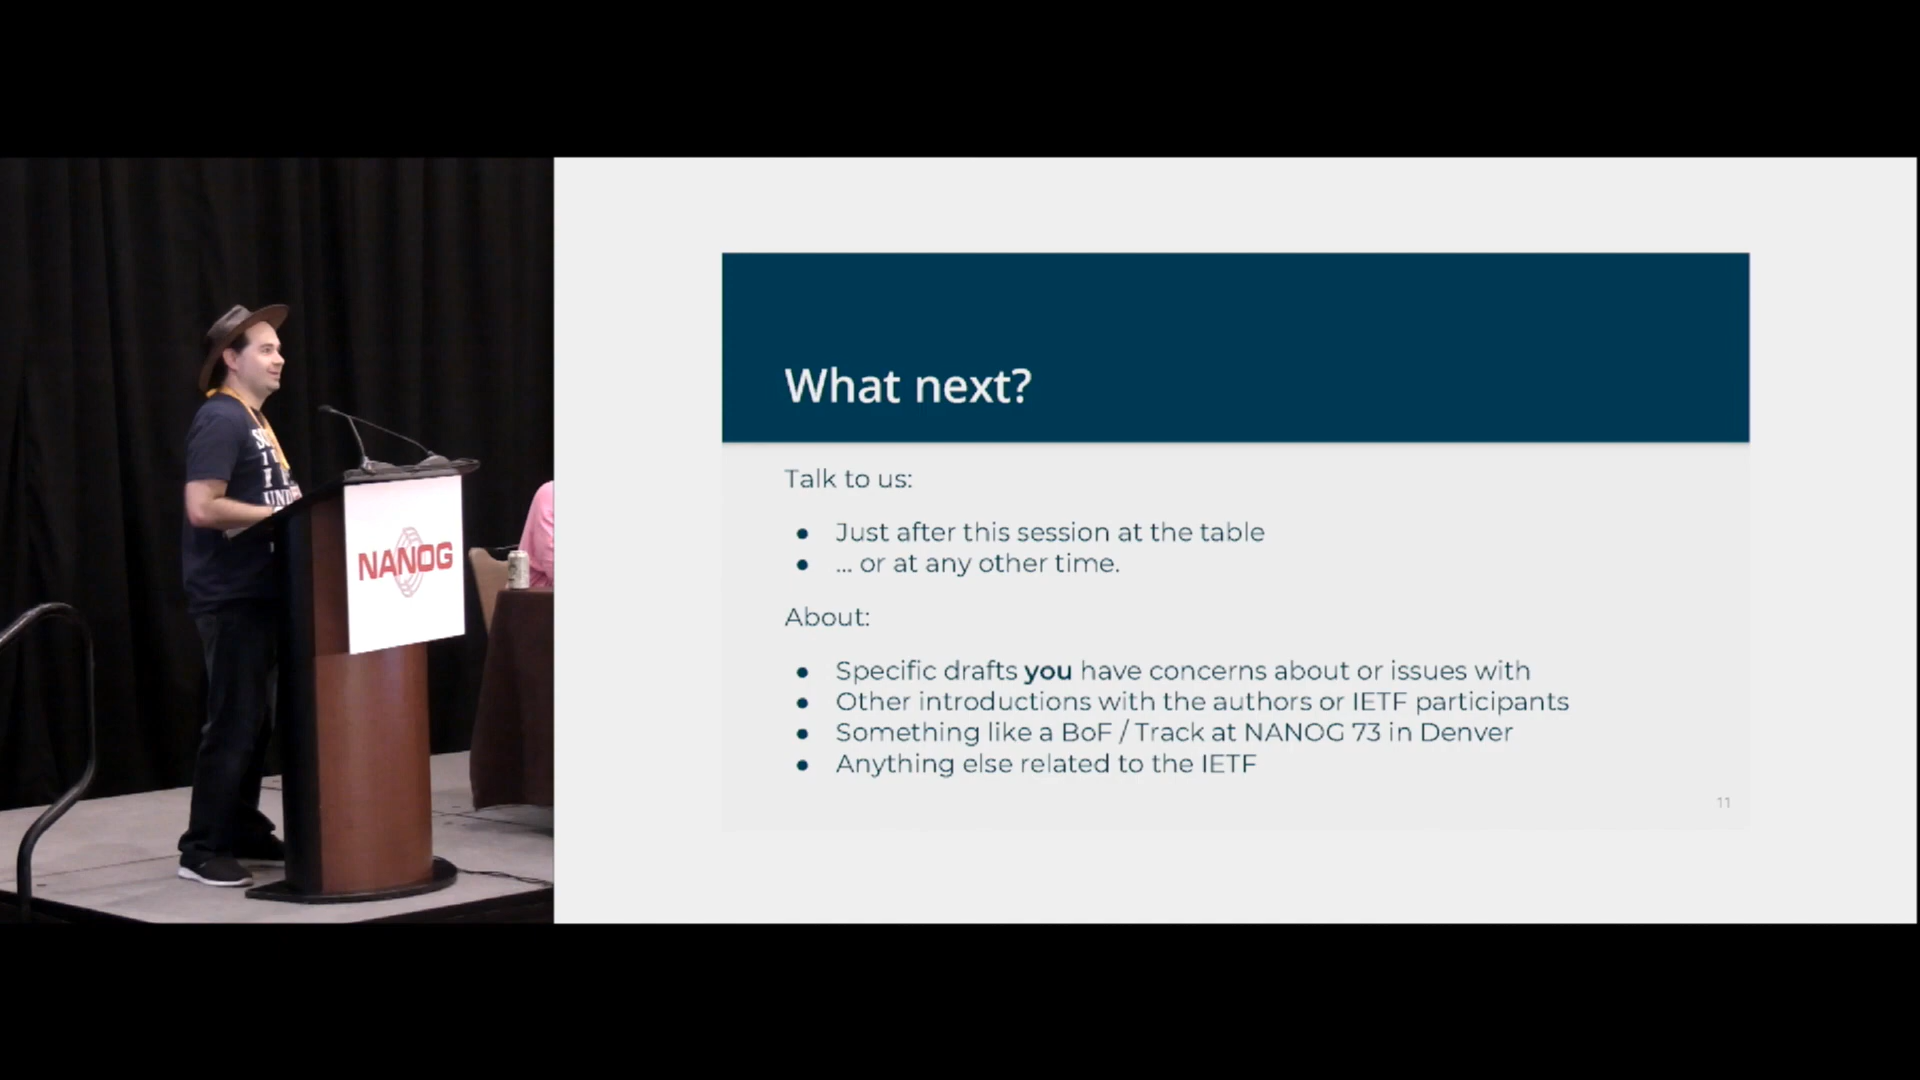 NANOG
What next?
Talk to us:
● Just after this session at the table
● ... or at any other time.
About:
● Specific drafts you have concerns about or issues with
● Other introductions with the authors or IETF participants
● Something like a BoF / Track at NANOG 73 in Denver
● Anything else related to the IETF
11